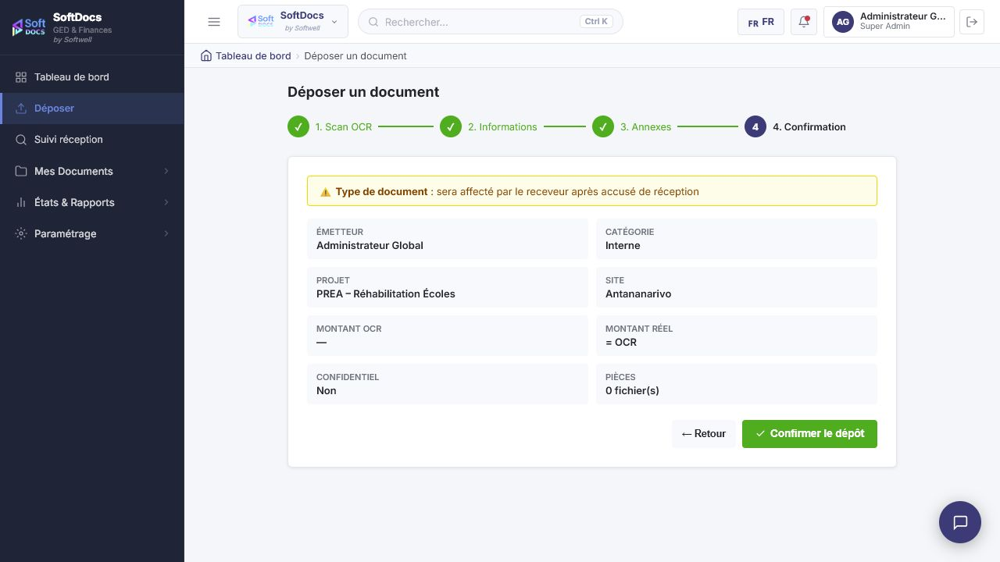 Soft
DOCS
SoftDocs
GED & Finances
by Softwell
Tableau de bord
Déposer
Suivi réception
Mes Documents
États & Rapports
Paramétrage
Soft
DOCS
SoftDocs
by Softwell
Rechercher...
Ctrl K
FR FR
AG
Administrateur G...
Super Admin
Tableau de bord › Déposer un document
Déposer un document
✓ 1. Scan OCR ✓ 2. Informations ✓ 3. Annexes 4 4. Confirmation
⚠ Type de document : sera affecté par le receveur après accusé de réception
ÉMETTEUR
Administrateur Global
CATÉGORIE
Interne
PROJET
PREA – Réhabilitation Écoles
SITE
Antananarivo
MONTANT OCR
—
MONTANT RÉEL
= OCR
CONFIDENTIEL
Non
PIÈCES
0 fichier(s)
← Retour
✓ Confirmer le dépôt